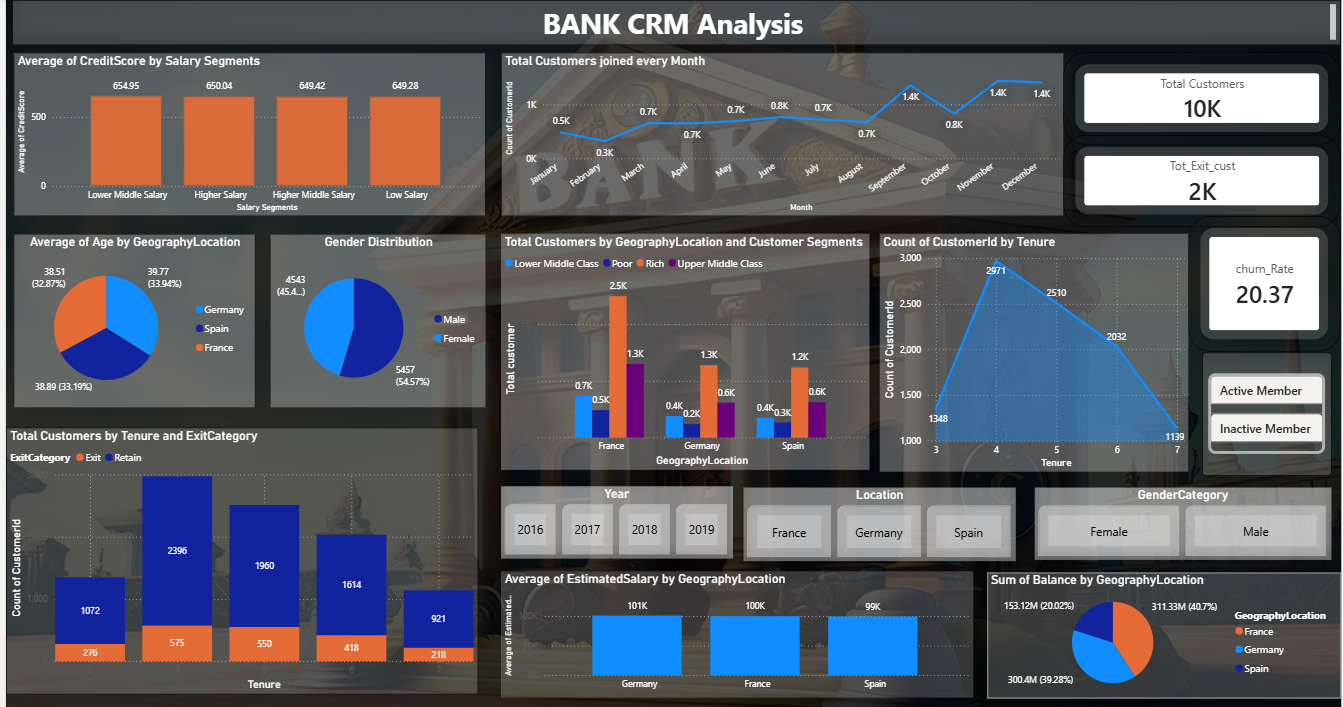 BANK CRM Analysis
Average of CreditScore by Salary Segments
Average of CreditScore
500
0
654.95
650.04
649.42
649.28
Lower Middle Salary
Higher Salary
Higher Middle Salary
Low Salary
Salary Segments
Total Customers joined every Month
Count of CustomerId
1K
0K
0.5K
0.3K
0.7K
0.7K
0.7K
0.8K
0.7K
0.7K
1.4K
0.8K
1.4K
1.4K
January
February
March
April
May
June
July
August
September
October
November
December
Month
BANK
Total Customers
10K
Tot_Exit_cust
2K
Average of Age by GeographyLocation
38.51
(32.87%)
39.77
(33.94%)
38.89 (33.19%)
Germany
Spain
France
Gender Distribution
4543
(45.4...)
5457
(54.57%)
Male
Female
Total Customers by GeographyLocation and Customer Segments
Lower Middle Class Poor Rich Upper Middle Class
Total customer
0.7K
0.5K
2.5K
1.3K
0.4K
0.2K
1.3K
0.6K
0.4K
0.3K
1.2K
0.6K
France
Germany
Spain
GeographyLocation
Count of CustomerId by Tenure
Count of CustomerId
3,000
2,500
2,000
1,500
1,000
1348
2971
2510
2032
1139
3
4
5
6
7
Tenure
churn_Rate
20.37
Active Member
Inactive Member
Total Customers by Tenure and ExitCategory
ExitCategory Exit Retain
Count of CustomerId
1,000
0
1072
276
2396
575
1960
550
1614
418
921
218
Tenure
Year
2016
2017
2018
2019
Location
France
Germany
Spain
GenderCategory
Female
Male
Average of EstimatedSalary by GeographyLocation
Average of Estimated...
100K
50K
0K
101K
100K
99K
Germany
France
Spain
Sum of Balance by GeographyLocation
153.12M (20.02%)
311.33M (40.7%)
300.4M (39.28%)
GeographyLocation
France
Germany
Spain